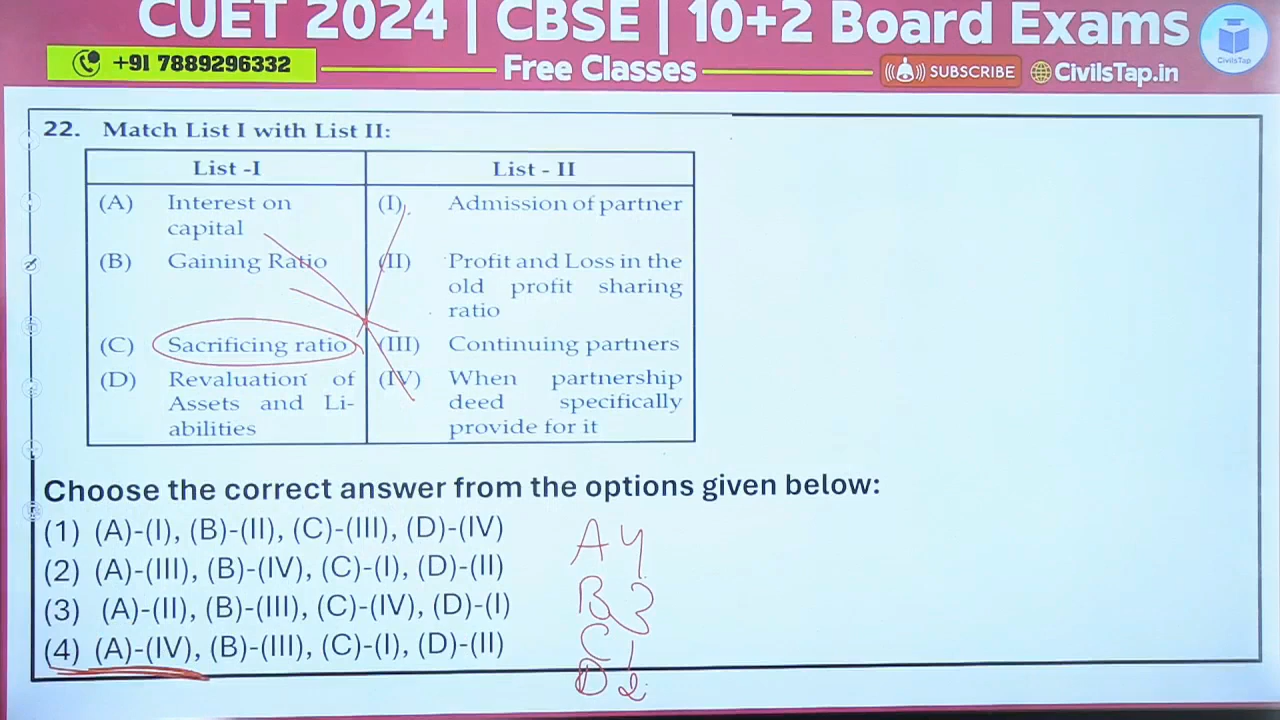 CUET 2024 | CBSE | 10+2 Board Exams
+91 7889296332
Free Classes
SUBSCRIBE
CivilsTap.in
CivilsTap
22. Match List I with List II:
List -I List - II
(A) Interest on (I) Admission of partner
capital
(B) Gaining Ratio (II) Profit and Loss in the
old profit sharing
ratio
(C) Sacrificing ratio (III) Continuing partners
(D) Revaluation of (IV) When partnership
Assets and Li- deed specifically
abilities provide for it
Choose the correct answer from the options given below:
(1) (A)-(I), (B)-(II), (C)-(III), (D)-(IV)
(2) (A)-(III), (B)-(IV), (C)-(I), (D)-(II)
(3) (A)-(II), (B)-(III), (C)-(IV), (D)-(I)
(4) (A)-(IV), (B)-(III), (C)-(I), (D)-(II)
A 4
B 3
C 1
D 2